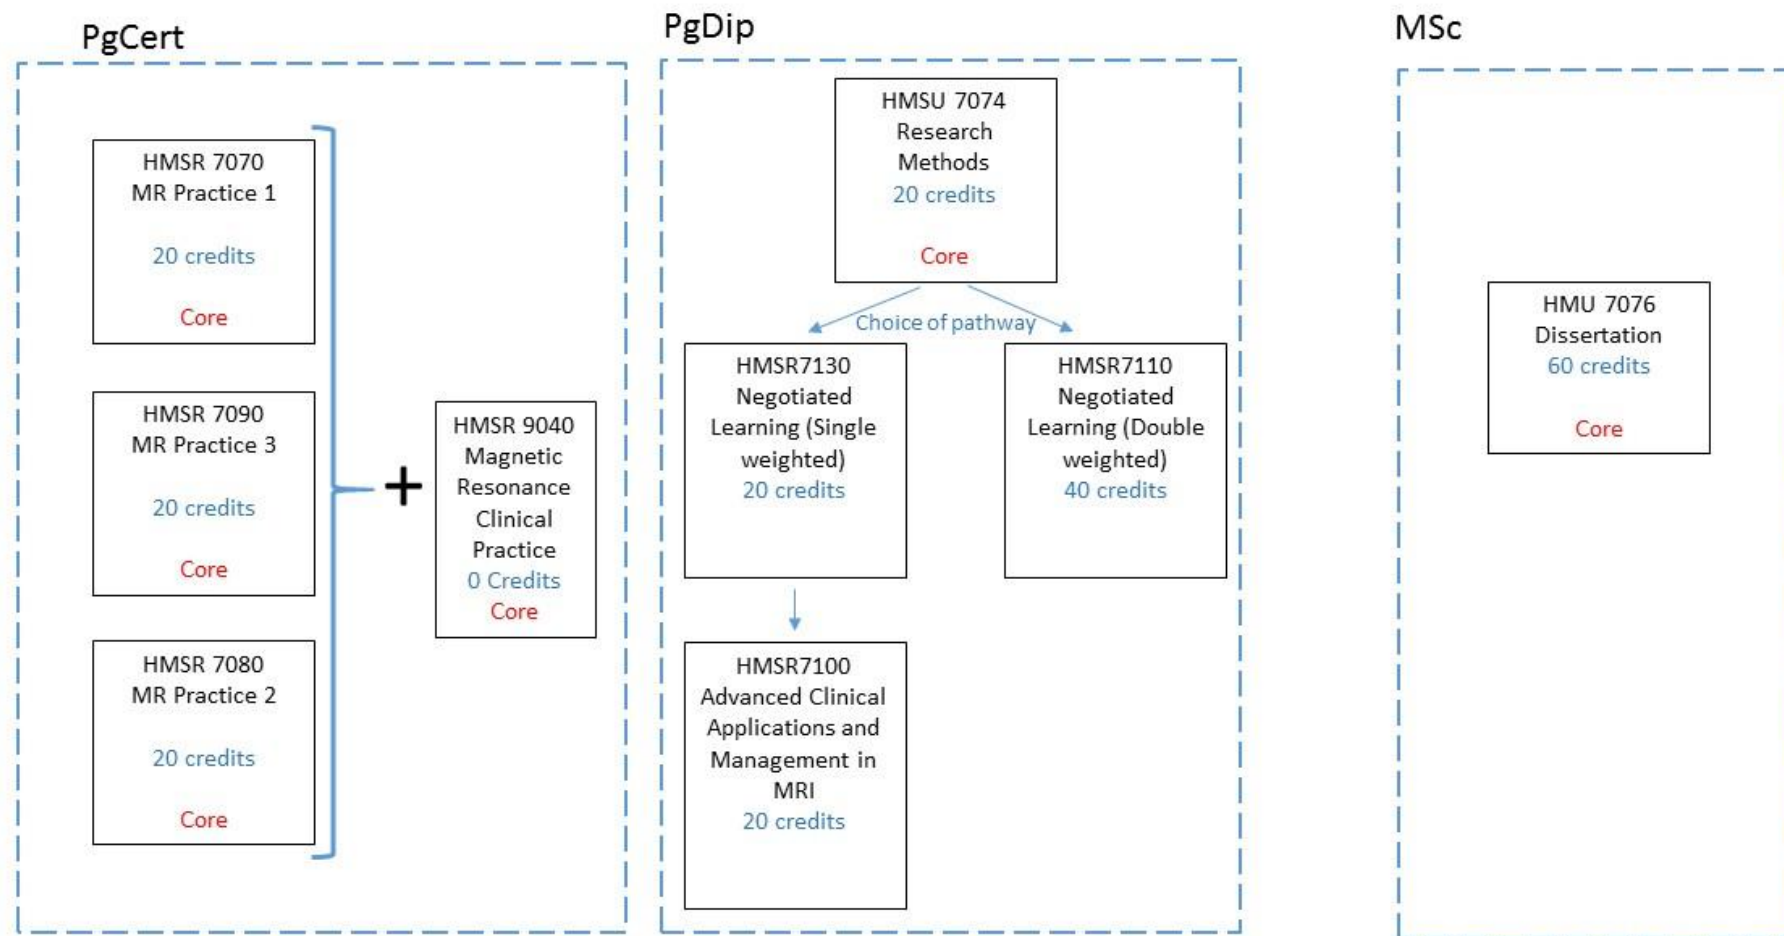 PgCert
HMSR 7070
MR Practice 1
20 credits
Core
HMSR 7090
MR Practice 3
20 credits
Core
HMSR 7080
MR Practice 2
20 credits
Core
+
HMSR 9040
Magnetic
Resonance
Clinical
Practice
0 Credits
Core
PgDip
HMSU 7074
Research
Methods
20 credits
Core
Choice of pathway
HMSR7130
Negotiated
Learning (Single
weighted)
20 credits
HMSR7110
Negotiated
Learning (Double
weighted)
40 credits
HMSR7100
Advanced Clinical
Applications and
Management in
MRI
20 credits
MSc
HMU 7076
Dissertation
60 credits
Core